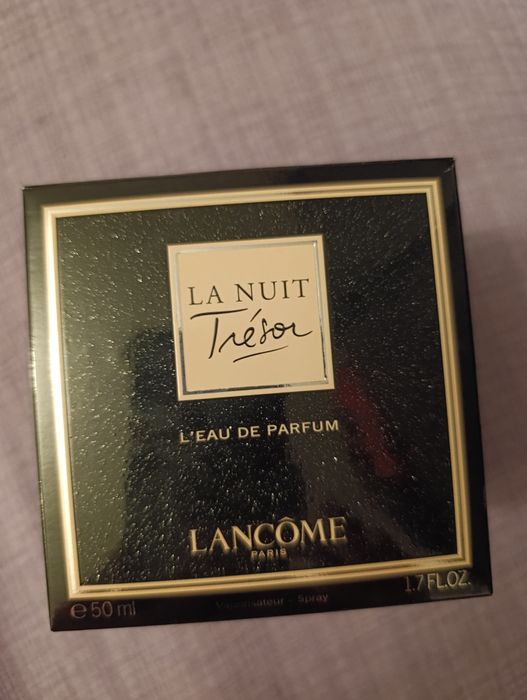 LA NUIT
Trésor
L'EAU DE PARFUM
LANCÔME
PARIS
℮50 ml
Vaporisateur - Spray
1.7 FL.OZ.